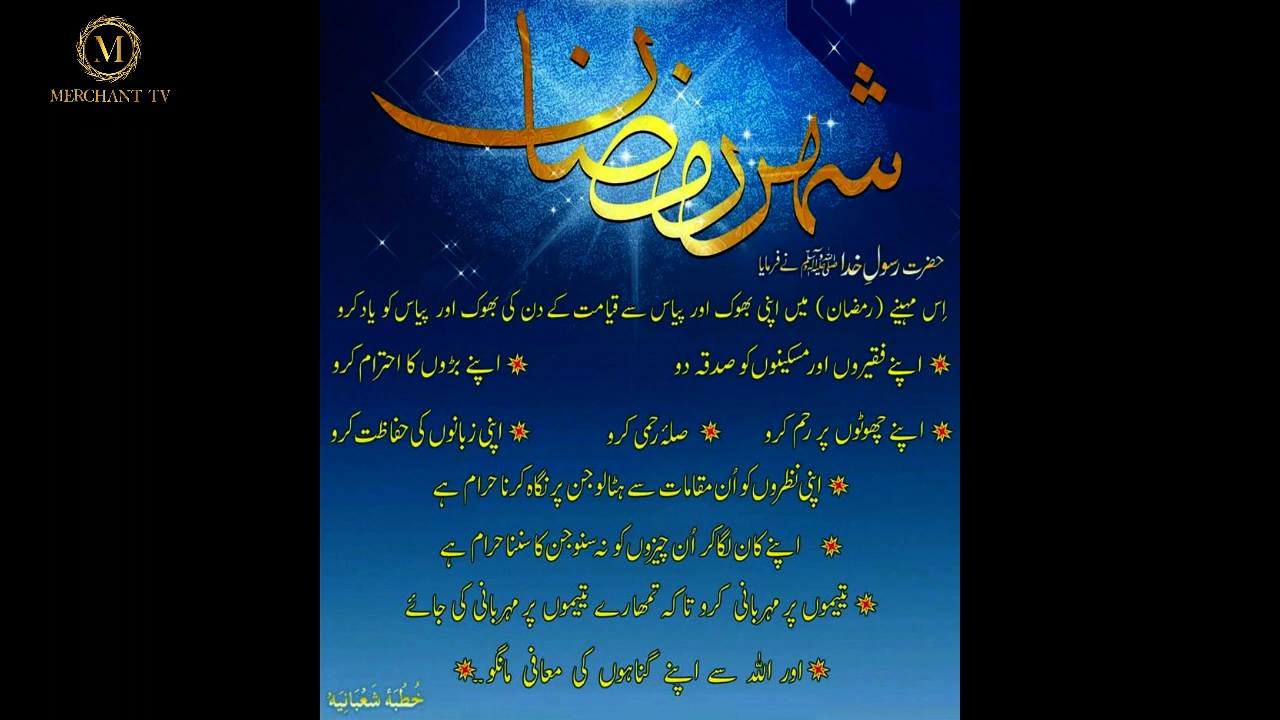 M
MERCHANT TV
شهر رمضان
حضرت رسولِ خدا ﷺ نے فرمایا
اِس مہینے (رمضان) میں اپنی بھوک اور پیاس سے قیامت کے دن کی بھوک اور پیاس کو یاد کرو
اپنے فقیروں اور مسکینوں کو صدقہ دو اپنے بڑوں کا احترام کرو
اپنے چھوٹوں پر رحم کرو صلۂ رحمی کرو اپنی زبانوں کی حفاظت کرو
اپنی نظروں کو اُن مقامات سے ہٹالو جن پر نگاہ کرنا حرام ہے
اپنے کان لگا کر اُن چیزوں کو نہ سنو جن کا سننا حرام ہے
یتیموں پر مہربانی کرو تا کہ تمھارے یتیموں پر مہربانی کی جائے
اور اللہ سے اپنے گناہوں کی معافی مانگو..
خُطبَۂ شَعْبَانِیَہ